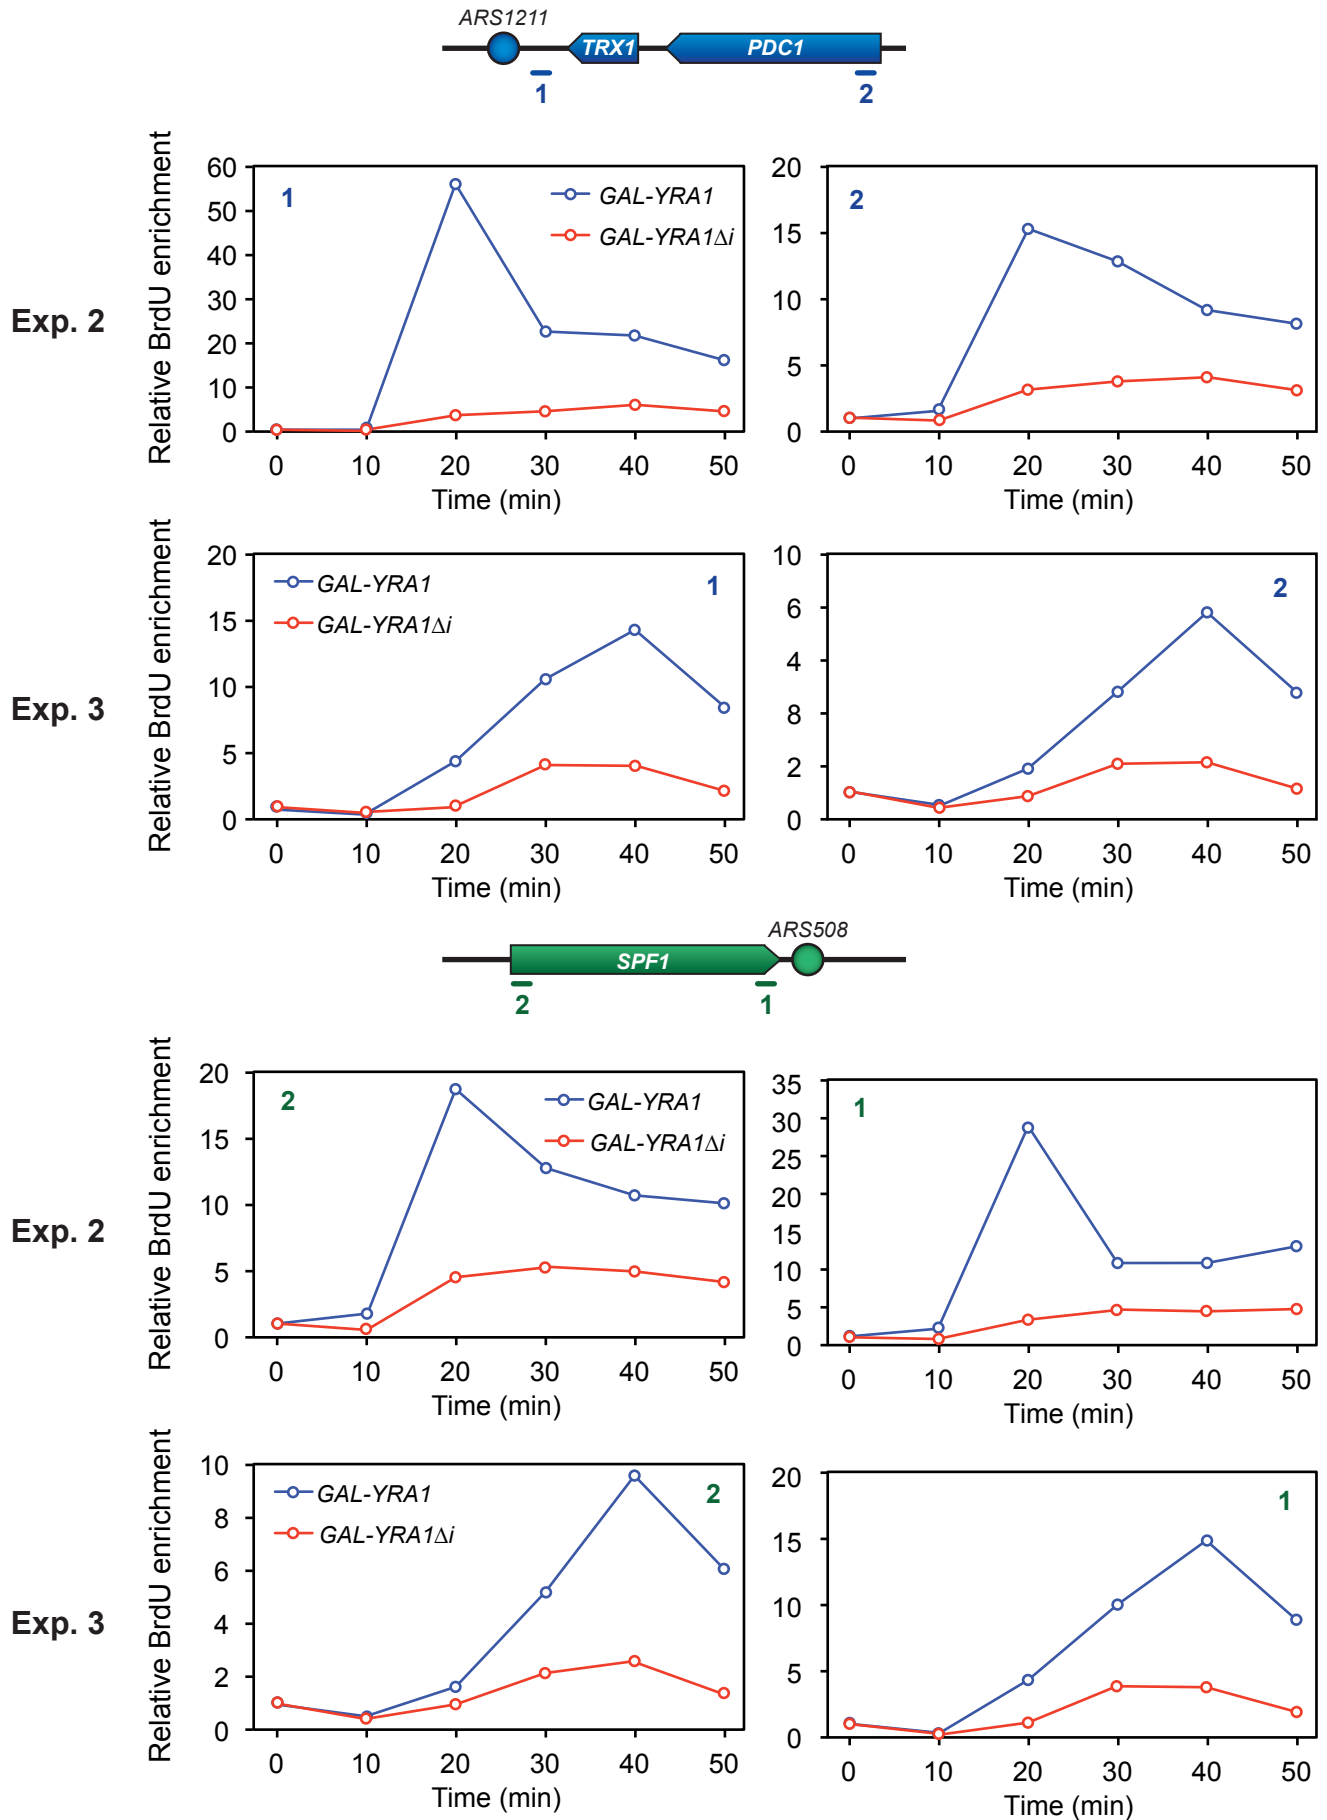 ARS1211
TRX1 PDC1
1 2
Exp. 2
Relative BrdU enrichment
60
50
40
30
20
10
0
1
GAL-YRA1
GAL-YRA1Δi
0 10 20 30 40 50
Time (min)
20
15
10
5
0
2
0 10 20 30 40 50
Time (min)
Exp. 3
Relative BrdU enrichment
20
15
10
5
0
GAL-YRA1
GAL-YRA1Δi
1
0 10 20 30 40 50
Time (min)
10
6
4
8
2
0
2
0 10 20 30 40 50
Time (min)
ARS508
SPF1
2 1
Exp. 2
Relative BrdU enrichment
20
15
10
5
0
2
GAL-YRA1
GAL-YRA1Δi
0 10 20 30 40 50
Time (min)
35
30
25
20
15
10
5
0
1
0 10 20 30 40 50
Time (min)
Exp. 3
Relative BrdU enrichment
10
8
6
4
2
0
GAL-YRA1
GAL-YRA1Δi
2
0 10 20 30 40 50
Time (min)
20
15
10
5
0
1
0 10 20 30 40 50
Time (min)